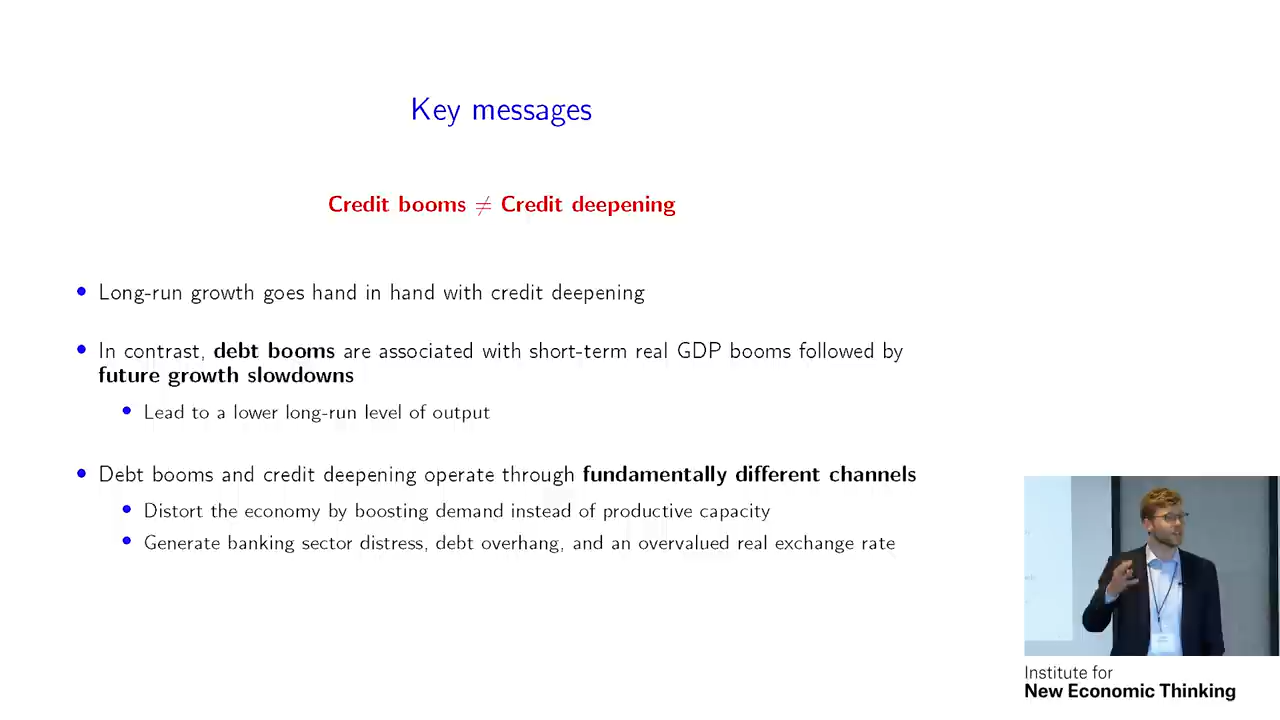 Key messages
Credit booms ≠ Credit deepening
• Long-run growth goes hand in hand with credit deepening
• In contrast, debt booms are associated with short-term real GDP booms followed by
future growth slowdowns
• Lead to a lower long-run level of output
• Debt booms and credit deepening operate through fundamentally different channels
• Distort the economy by boosting demand instead of productive capacity
• Generate banking sector distress, debt overhang, and an overvalued real exchange rate
Institute for
New Economic Thinking